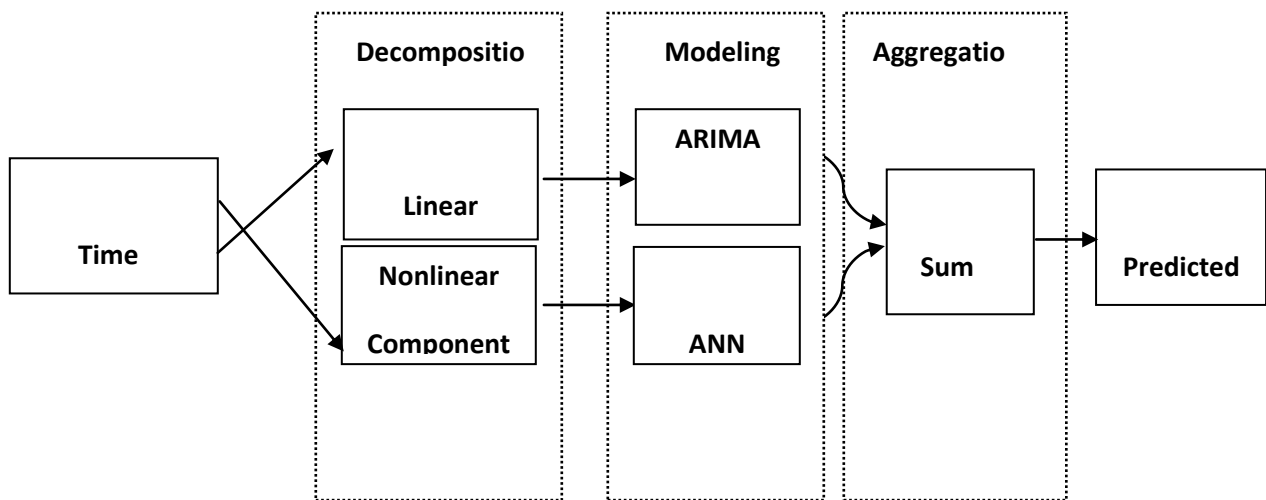 Decompositio
Modeling
Aggregatio
Time
Linear
Nonlinear
Component
ARIMA
ANN
Sum
Predicted